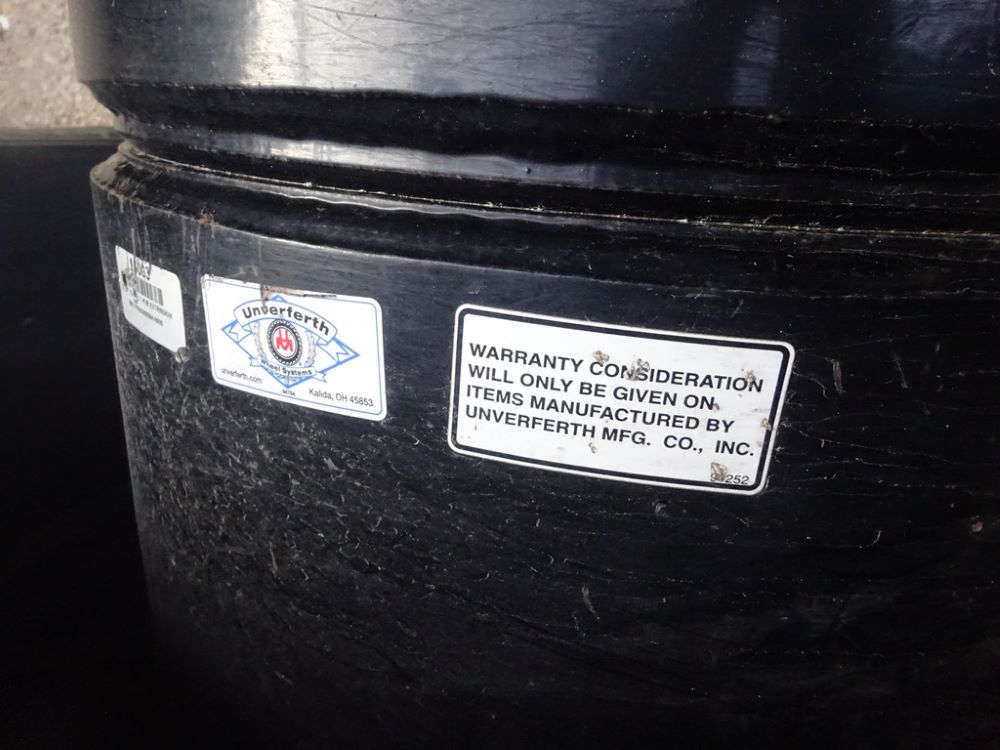 Unverferth
Wheel Systems
unverferth.com
Kalida, OH 45853
94754
WARRANTY CONSIDERATION
WILL ONLY BE GIVEN ON
ITEMS MANUFACTURED BY
UNVERFERTH MFG. CO., INC.